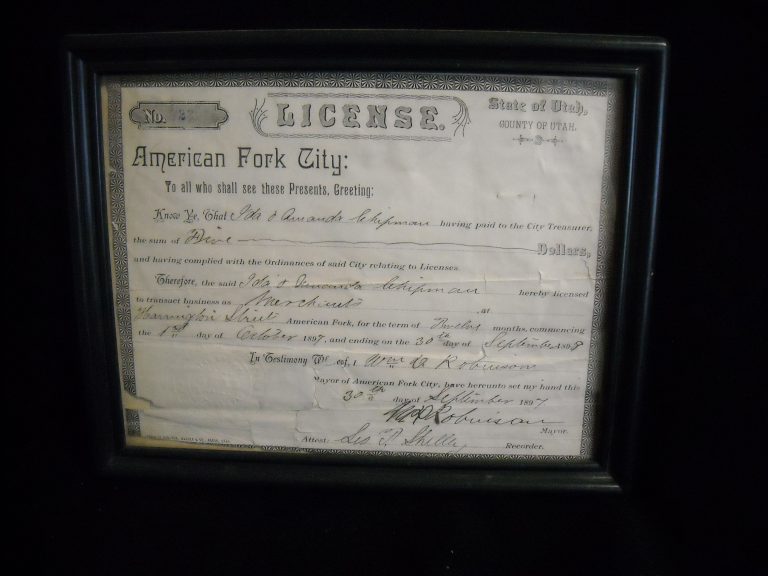 No.
LICENSE.
State of Utah,
COUNTY OF UTAH.
American Fork City:
To all who shall see these Presents, Greeting:
Know Ye, That Ida & Amanda Chipman having paid to the City Treasurer,
the sum of Five Dollars,
and having complied with the Ordinances of said City relating to Licenses
Therefore, the said Ida & Amanda Chipman hereby licensed
to transact business as Merchants at
Harrington Street American Fork, for the term of Twelve months, commencing
the 1st day of October 1897, and ending on the 30th day of September 1898
In Testimony Wh eof, I Wm D Robinson
Mayor of American Fork City, have hereunto set my hand this
30th day of September 1897
Wm D Robinson
Mayor.
Attest: Geo. T. Shelley
Recorder.